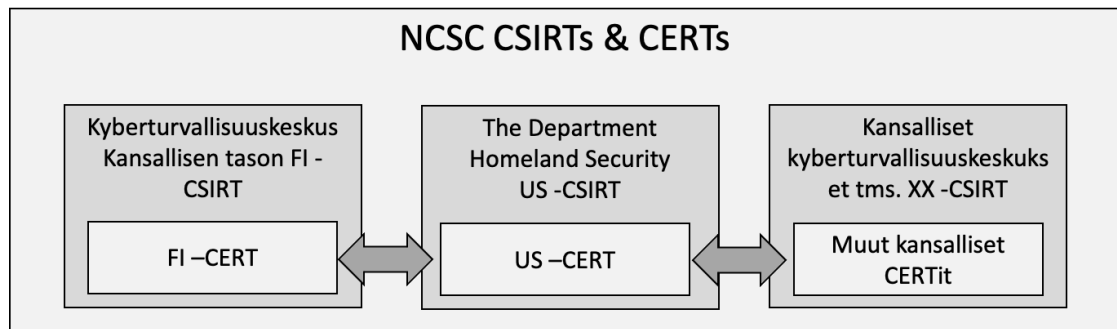 NCSC CSIRTs & CERTs
Kyberturvallisuuskeskus
Kansallisen tason FI -
CSIRT
FI –CERT
The Department
Homeland Security
US -CSIRT
US –CERT
Kansalliset
kyberturvallisuuskeskuks
et tms. XX -CSIRT
Muut kansalliset
CERTit